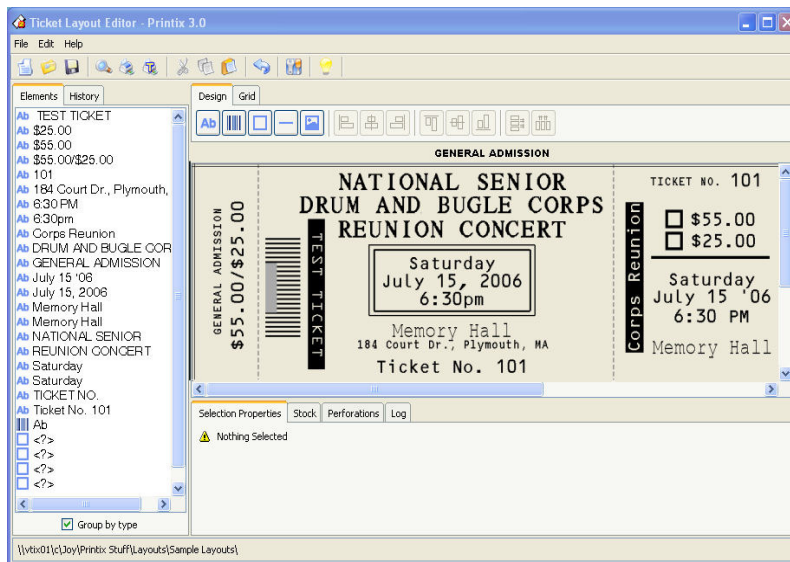 Ticket Layout Editor - Printix 3.0
File Edit Help
Elements History
Ab TEST TICKET
Ab $25.00
Ab $55.00
Ab $55.00/$25.00
Ab 101
Ab 184 Court Dr., Plymouth,
Ab 6:30 PM
Ab 6:30pm
Ab Corps Reunion
Ab DRUM AND BUGLE COR
Ab GENERAL ADMISSION
Ab July 15 '06
Ab July 15, 2006
Ab Memory Hall
Ab Memory Hall
Ab NATIONAL SENIOR
Ab REUNION CONCERT
Ab Saturday
Ab Saturday
Ab TICKET NO.
Ab Ticket No. 101
Ab
<?>
<?>
<?>
<?>
Group by type
Design Grid
Ab
GENERAL ADMISSION
GENERAL ADMISSION
$55.00/$25.00
TEST TICKET
NATIONAL SENIOR
DRUM AND BUGLE CORPS
REUNION CONCERT
Saturday
July 15, 2006
6:30pm
Memory Hall
184 Court Dr., Plymouth, MA
Ticket No. 101
Corps Reunion
TICKET NO. 101
$55.00
$25.00
Saturday
July 15 '06
6:30 PM
Memory Hall
Selection Properties Stock Perforations Log
Nothing Selected
\\vtix01\c\Joy\Printix Stuff\Layouts\Sample Layouts\